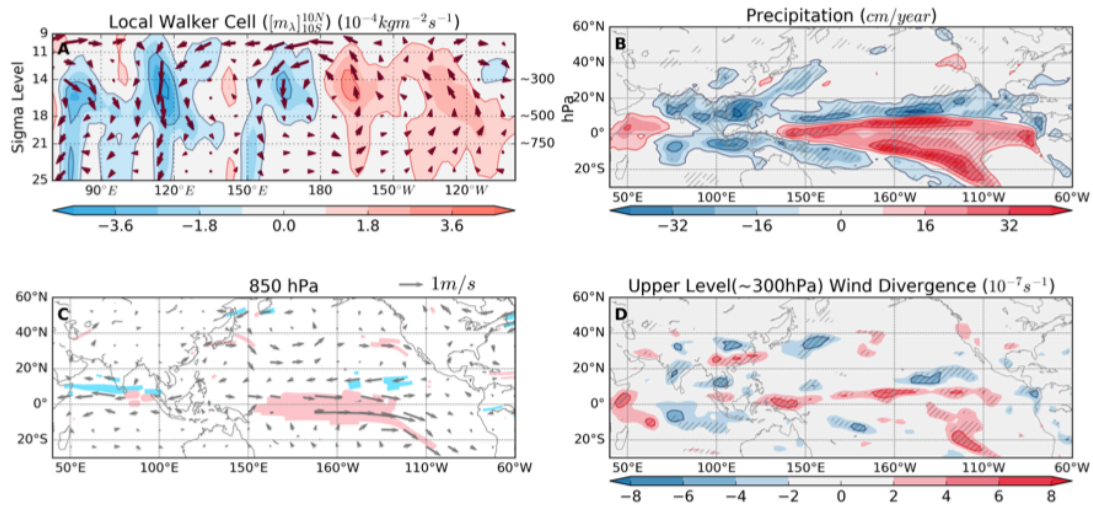 Local Walker Cell ([m_λ]^{10N}_{10S}) (10^{-4}kgm^{-2}s^{-1})
A
Sigma Level
9
11
14
18
21
25
~300
~500
~750
hPa
90°E 120°E 150°E 180 150°W 120°W
−3.6 −1.8 0.0 1.8 3.6
Precipitation (cm/year)
B
60°N
40°N
20°N
0°
20°S
50°E 100°E 150°E 160°W 110°W 60°W
−32 −16 0 16 32
850 hPa
1m/s
C
60°N
40°N
20°N
0°
20°S
50°E 100°E 150°E 160°W 110°W 60°W
Upper Level(~300hPa) Wind Divergence (10^{-7}s^{-1})
D
60°N
40°N
20°N
0°
20°S
50°E 100°E 150°E 160°W 110°W 60°W
−8 −6 −4 −2 0 2 4 6 8